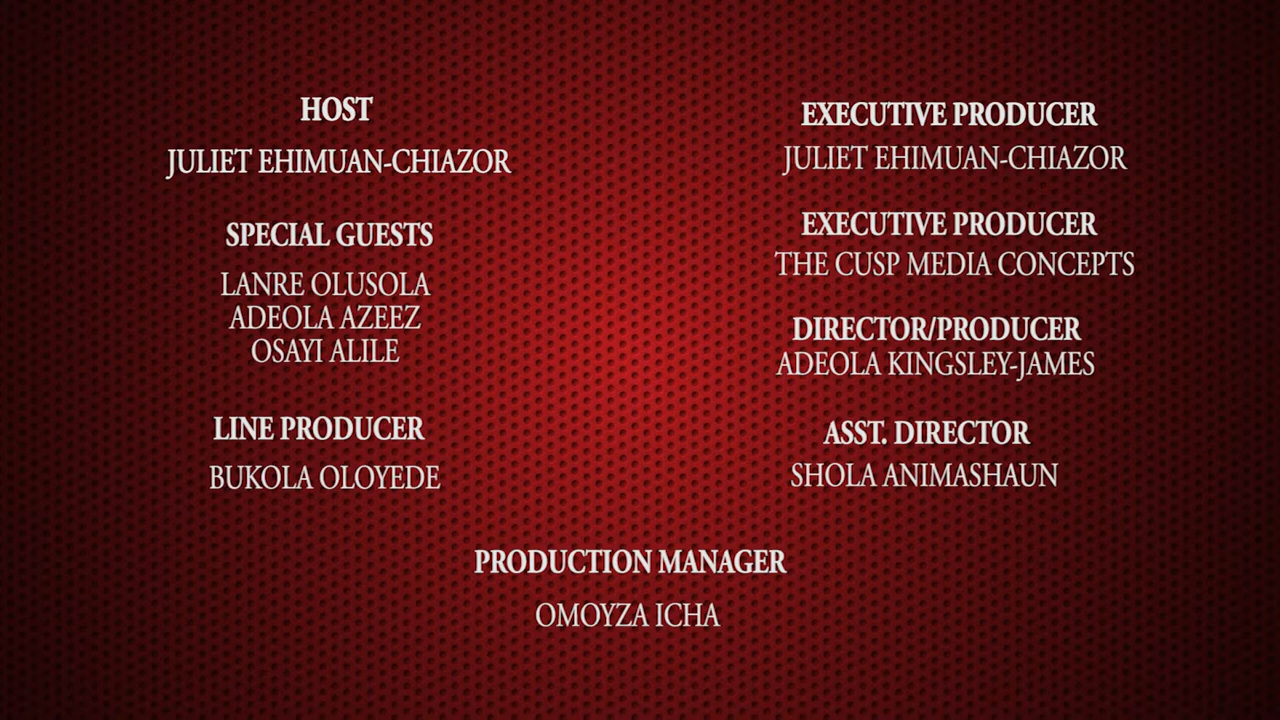 HOST
JULIET EHIMUAN-CHIAZOR
SPECIAL GUESTS
LANRE OLUSOLA
ADEOLA AZEEZ
OSAYI ALILE
LINE PRODUCER
BUKOLA OLOYEDE
EXECUTIVE PRODUCER
JULIET EHIMUAN-CHIAZOR
EXECUTIVE PRODUCER
THE CUSP MEDIA CONCEPTS
DIRECTOR/PRODUCER
ADEOLA KINGSLEY-JAMES
ASST. DIRECTOR
SHOLA ANIMASHAUN
PRODUCTION MANAGER
OMOYZA ICHA